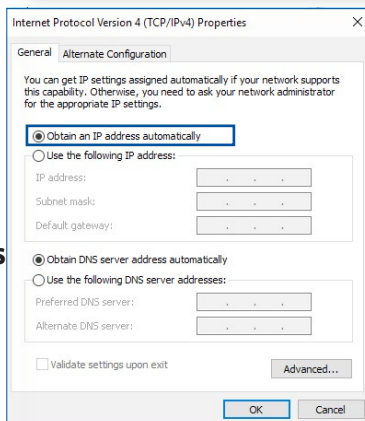 Internet Protocol Version 4 (TCP/IPv4) Properties
General Alternate Configuration
You can get IP settings assigned automatically if your network supports
this capability. Otherwise, you need to ask your network administrator
for the appropriate IP settings.
Obtain an IP address automatically
Use the following IP address:
IP address:
Subnet mask:
Default gateway:
s
Obtain DNS server address automatically
Use the following DNS server addresses:
Preferred DNS server:
Alternate DNS server:
Validate settings upon exit
Advanced...
OK Cancel